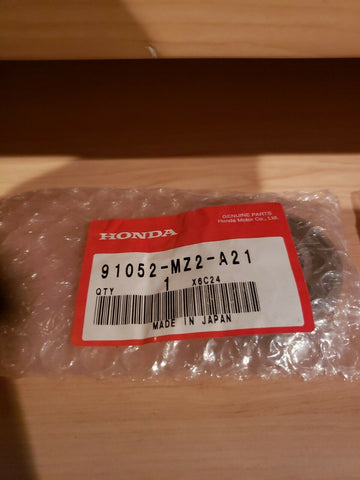 GENUINE PARTS
Honda Motor Co., Ltd.
HONDA
91052-MZ2-A21
QTY 1 X6C24
MADE IN JAPAN